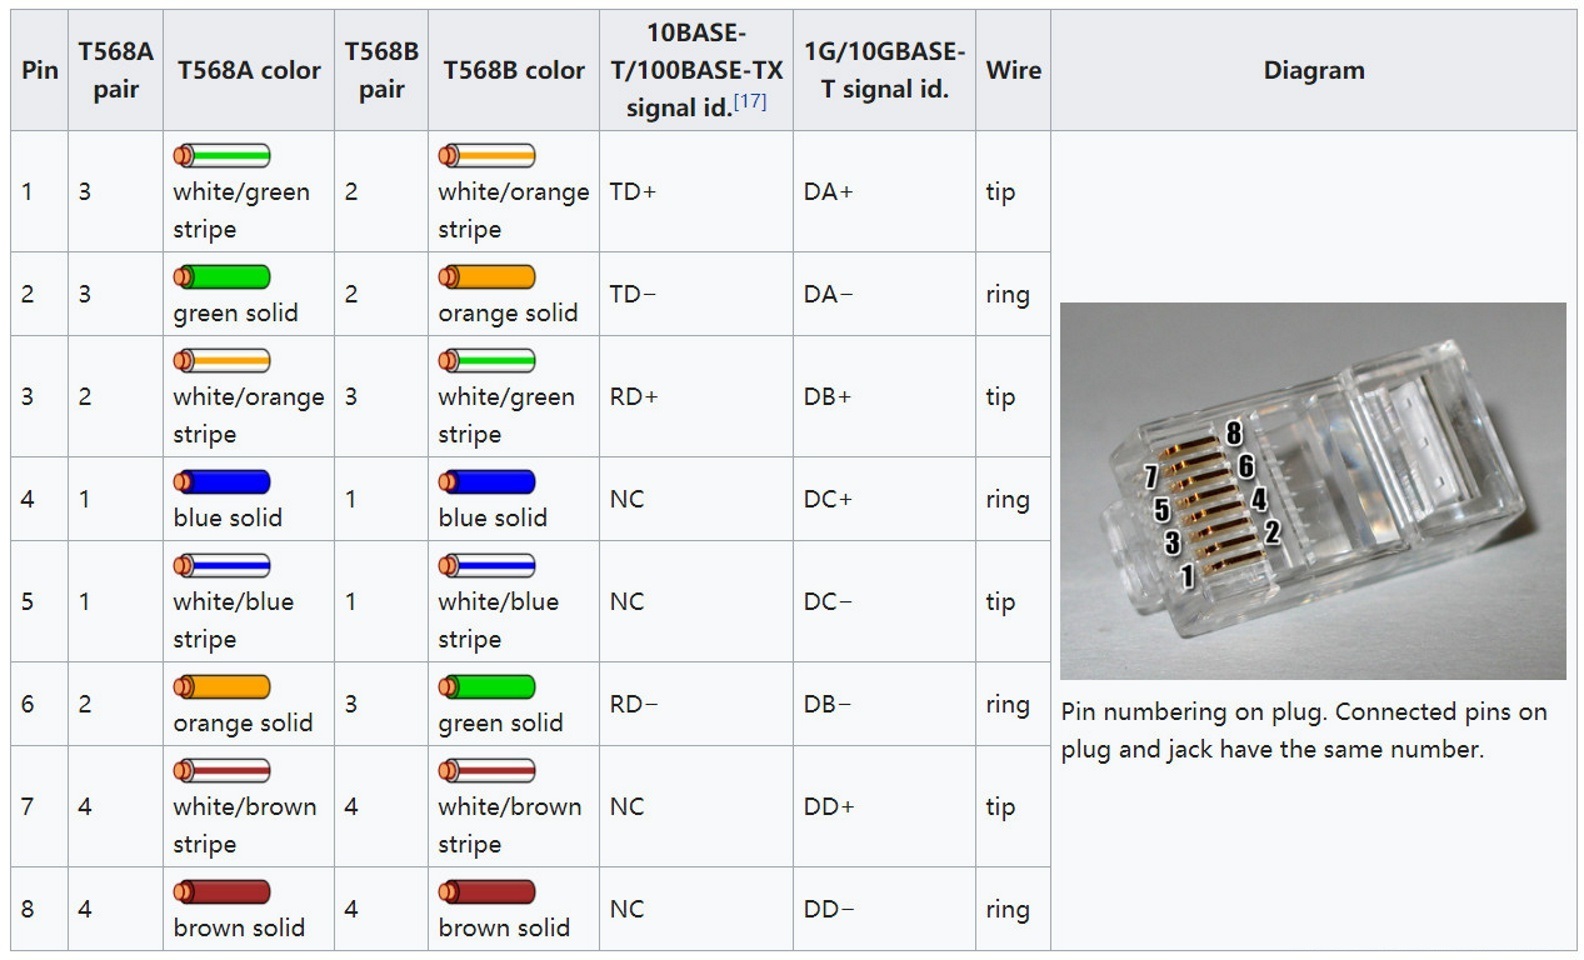 Pin
T568A
pair
T568A color
T568B
pair
T568B color
10BASE-
T/100BASE-TX
signal id.[17]
1G/10GBASE-
T signal id.
Wire
Diagram
1
3
white/green
stripe
2
white/orange
stripe
TD+
DA+
tip
2
3
green solid
2
orange solid
TD−
DA−
ring
3
2
white/orange
stripe
3
white/green
stripe
RD+
DB+
tip
4
1
blue solid
1
blue solid
NC
DC+
ring
5
1
white/blue
stripe
1
white/blue
stripe
NC
DC−
tip
6
2
orange solid
3
green solid
RD−
DB−
ring
7
4
white/brown
stripe
4
white/brown
stripe
NC
DD+
tip
8
4
brown solid
4
brown solid
NC
DD−
ring
8
7
6
5
4
3
2
1
Pin numbering on plug. Connected pins on
plug and jack have the same number.